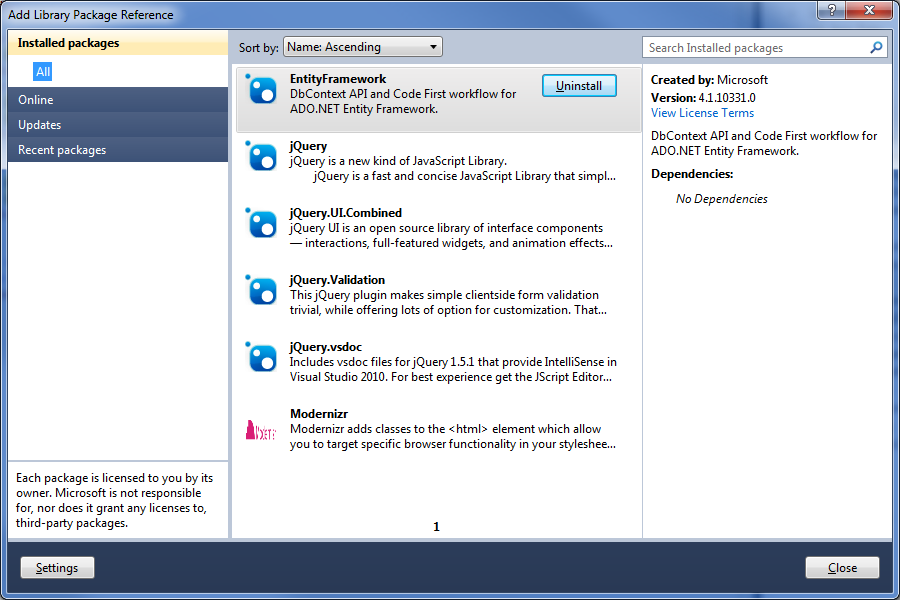 Add Library Package Reference
Installed packages
All
Online
Updates
Recent packages
Each package is licensed to you by its
owner. Microsoft is not responsible
for, nor does it grant any licenses to,
third-party packages.
Sort by: Name: Ascending
EntityFramework
DbContext API and Code First workflow for
ADO.NET Entity Framework.
Uninstall
jQuery
jQuery is a new kind of JavaScript Library.
jQuery is a fast and concise JavaScript Library that simpl...
jQuery.UI.Combined
jQuery UI is an open source library of interface components
— interactions, full-featured widgets, and animation effects...
jQuery.Validation
This jQuery plugin makes simple clientside form validation
trivial, while offering lots of option for customization. That...
jQuery.vsdoc
Includes vsdoc files for jQuery 1.5.1 that provide IntelliSense in
Visual Studio 2010. For best experience get the JScript Editor...
Modernizr
Modernizr adds classes to the <html> element which allow
you to target specific browser functionality in your styleshee...
1
Search Installed packages
Created by: Microsoft
Version: 4.1.10331.0
View License Terms
DbContext API and Code First workflow for
ADO.NET Entity Framework.
Dependencies:
No Dependencies
Settings
Close